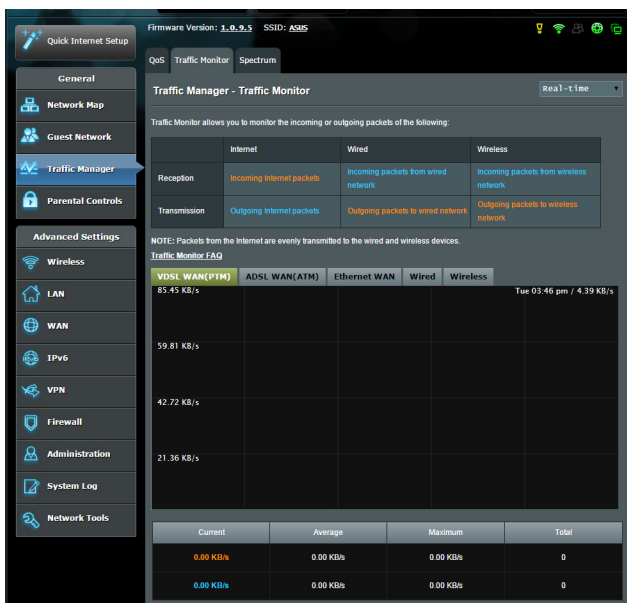 Quick Internet Setup
General
Network Map
Guest Network
Traffic Manager
Parental Controls
Advanced Settings
Wireless
LAN
WAN
IPv6
VPN
Firewall
Administration
System Log
Network Tools
Firmware Version: 1.0.9.5 SSID: ASUS
QoS Traffic Monitor Spectrum
Traffic Manager - Traffic Monitor Real-time
Traffic Monitor allows you to monitor the incoming or outgoing packets of the following:
Internet Wired Wireless
Reception Incoming Internet packets Incoming packets from wired network Incoming packets from wireless network
Transmission Outgoing Internet packets Outgoing packets to wired network Outgoing packets to wireless network
NOTE: Packets from the Internet are evenly transmitted to the wired and wireless devices.
Traffic Monitor FAQ
VDSL WAN(PTM) ADSL WAN(ATM) Ethernet WAN Wired Wireless
85.45 KB/s Tue 03:46 pm / 4.39 KB/s
59.81 KB/s
42.72 KB/s
21.36 KB/s
Current Average Maximum Total
0.00 KB/s 0.00 KB/s 0.00 KB/s 0
0.00 KB/s 0.00 KB/s 0.00 KB/s 0